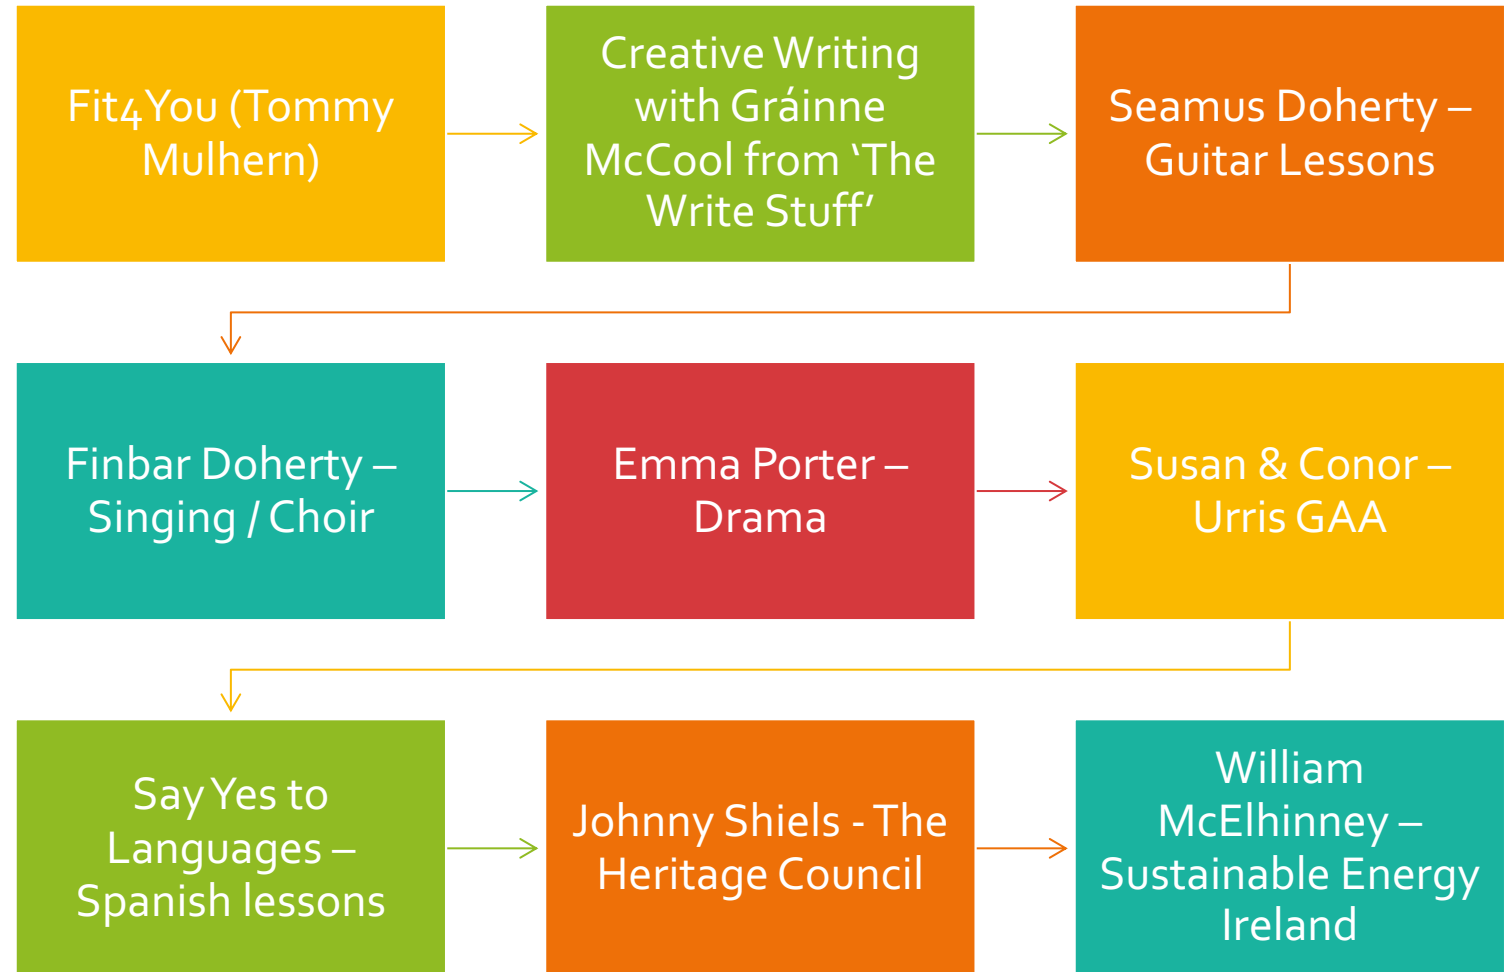 Fit4You (Tommy
Mulhern)
Creative Writing
with Gráinne
McCool from ‘The
Write Stuff’
Seamus Doherty –
Guitar Lessons
Finbar Doherty –
Singing / Choir
Emma Porter –
Drama
Susan & Conor –
Urris GAA
Say Yes to
Languages –
Spanish lessons
Johnny Shiels - The
Heritage Council
William
McElhinney –
Sustainable Energy
Ireland